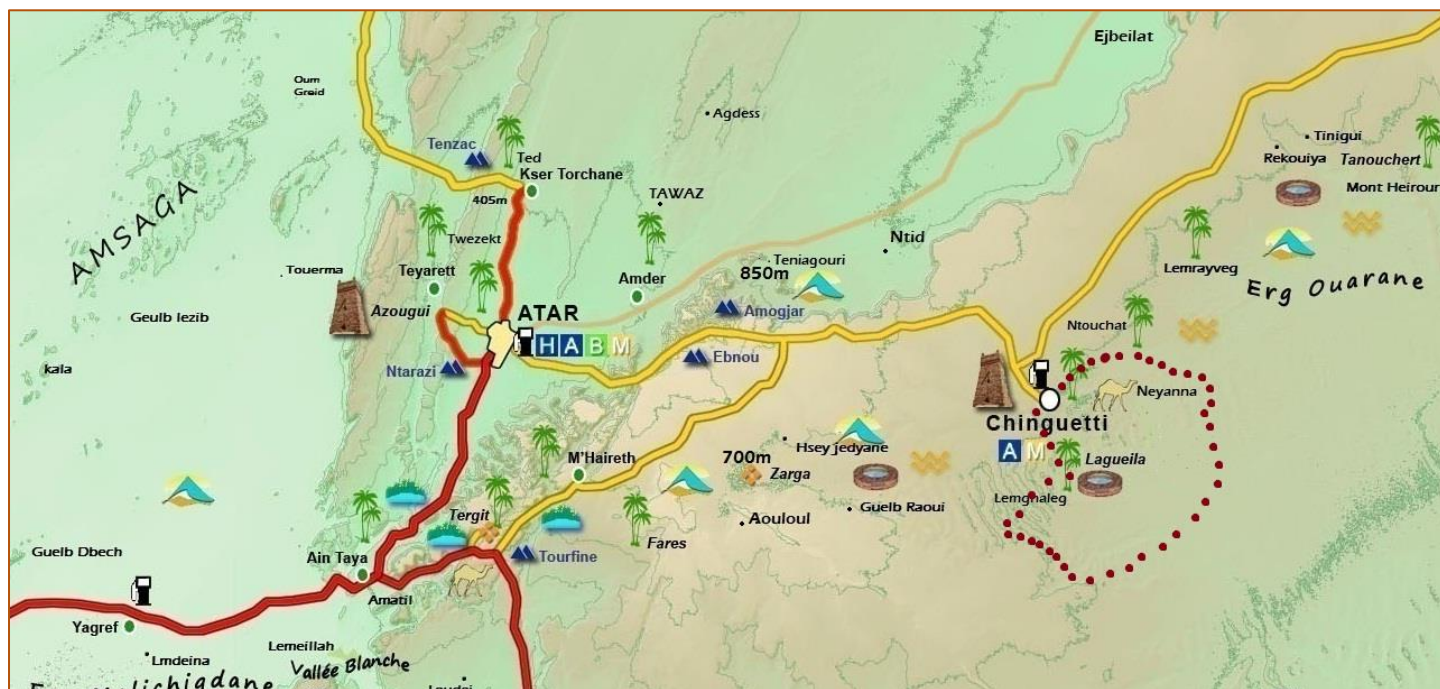 Ejbeilat
Oum
Greid
Agdess
Tenzac
Ted
Kser Torchane
Tinigui
Rekouiya
Tanouchert
Mont Heirour
405m
TAWAZ
AMSAGA
Twezekt
Ntid
Touerma
Teyarett
Teniagouri
850m
Lemrayveg
Amder
Erg Ouarane
Geulb Iezib
Azougui
ATAR
Amogjar
Ntouchat
H A B M
kala
Ntarazi
Ebnou
Neyanna
Chinguetti
A M
M'Haireth
700m
Hsey jedyane
Lagueila
Zarga
Lemghaleg
Guelb Raoui
Tergit
Aouloul
Fares
Guelb Dbech
Ain Taya
Tourfine
Amatil
Yagref
Lemeillah
Lmdeina
Vallée Blanche